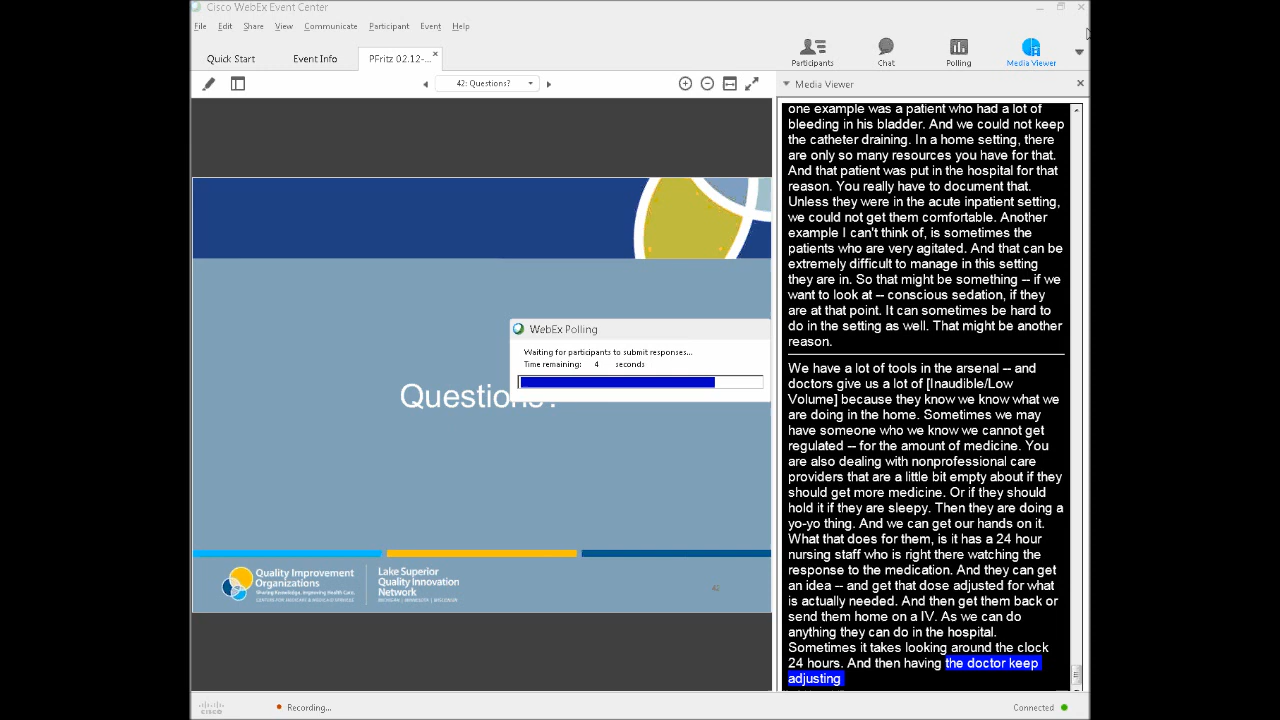 Cisco WebEx Event Center
File Edit Share View Communicate Participant Event Help
Quick Start Event Info PFritz 02.12-...
Participants Chat Polling Media Viewer
42: Questions?
Media Viewer
one example was a patient who had a lot of
bleeding in his bladder. And we could not keep
the catheter draining. In a home setting, there
are only so many resources you have for that.
And that patient was put in the hospital for that
reason. You really have to document that.
Unless they were in the acute inpatient setting,
we could not get them comfortable. Another
example I can't think of, is sometimes the
patients who are very agitated. And that can be
extremely difficult to manage in this setting
they are in. So that might be something -- if we
want to look at -- conscious sedation, if they
are at that point. It can sometimes be hard to
do in the setting as well. That might be another
reason.
We have a lot of tools in the arsenal -- and
doctors give us a lot of [Inaudible/Low
Volume] because they know we know what we
are doing in the home. Sometimes we may
have someone who we know we cannot get
regulated -- for the amount of medicine. You
are also dealing with nonprofessional care
providers that are a little bit empty about if they
should get more medicine. Or if they should
hold it if they are sleepy. Then they are doing a
yo-yo thing. And we can get our hands on it.
What that does for them, is it has a 24 hour
nursing staff who is right there watching the
response to the medication. And they can get
an idea -- and get that dose adjusted for what
is actually needed. And then get them back or
send them home on a IV. As we can do
anything they can do in the hospital.
Sometimes it takes looking around the clock
24 hours. And then having the doctor keep
adjusting
WebEx Polling
Waiting for participants to submit responses...
Time remaining: 4 seconds
Questions?
Quality Improvement
Organizations
Sharing Knowledge. Improving Health Care.
CENTERS FOR MEDICARE & MEDICAID SERVICES
Lake Superior
Quality Innovation
Network
MICHIGAN | MINNESOTA | WISCONSIN
42
cisco
Recording...
Connected